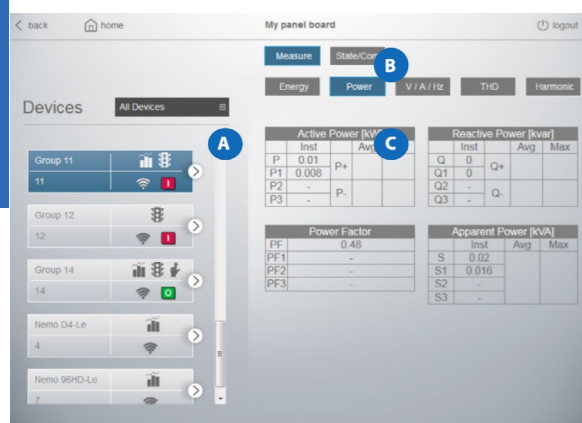 back home My panel board logout
Measure State/Com
B
Energy Power V / A / Hz THD Harmonic
Devices All Devices
A
Active Power [kW] C Reactive Power [kvar]
Inst Avg Inst Avg Max
P 0.01 P+ Q 0 Q+
P1 0.008 Q1 0
P2 - P- Q2 - Q-
P3 - Q3 -
Power Factor Apparent Power [kVA]
PF 0.48 Inst Avg Max
PF1 - S 0.02
PF2 - S1 0.016
PF3 - S2 -
S3 -
Group 11
11 I
Group 12
12 I
Group 14
14 O
Nemo D4-Le
4
Nemo 96HD-Le
7